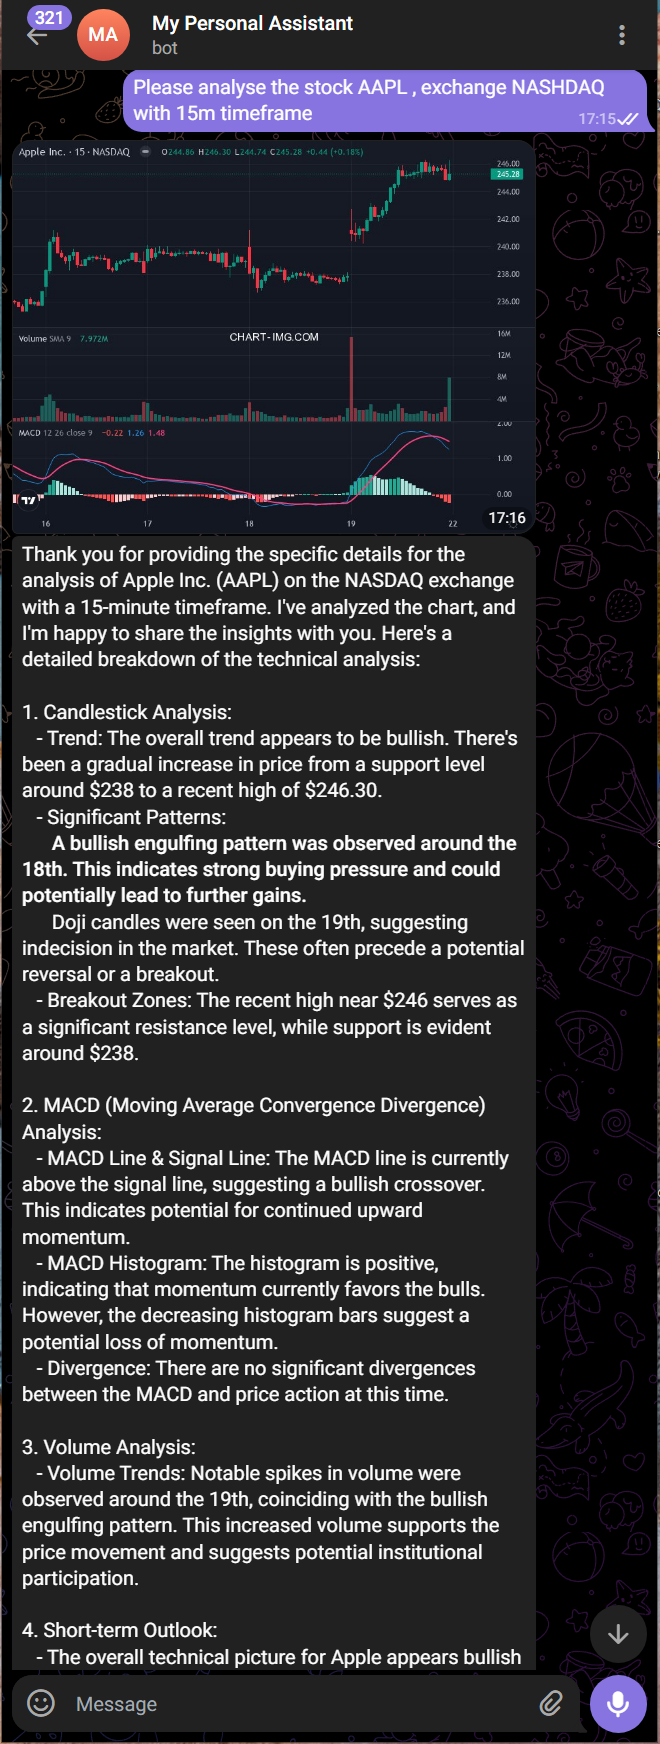 321
MA
My Personal Assistant
bot
Please analyse the stock AAPL , exchange NASHDAQ
with 15m timeframe
17:15
Apple Inc. · 15 · NASDAQ O244.86 H246.30 L244.74 C245.28 +0.44 (+0.18%)
246.00
245.28
244.00
242.00
240.00
238.00
236.00
Volume SMA 9 7.972M
CHART-IMG.COM
16M
12M
8M
4M
MACD 12 26 close 9 −0.22 1.26 1.48
2.00
1.00
0.00
16 17 18 19 22
17:16
Thank you for providing the specific details for the
analysis of Apple Inc. (AAPL) on the NASDAQ exchange
with a 15-minute timeframe. I've analyzed the chart, and
I'm happy to share the insights with you. Here's a
detailed breakdown of the technical analysis:
1. Candlestick Analysis:
- Trend: The overall trend appears to be bullish. There's
been a gradual increase in price from a support level
around $238 to a recent high of $246.30.
- Significant Patterns:
A bullish engulfing pattern was observed around the
18th. This indicates strong buying pressure and could
potentially lead to further gains.
Doji candles were seen on the 19th, suggesting
indecision in the market. These often precede a potential
reversal or a breakout.
- Breakout Zones: The recent high near $246 serves as
a significant resistance level, while support is evident
around $238.
2. MACD (Moving Average Convergence Divergence)
Analysis:
- MACD Line & Signal Line: The MACD line is currently
above the signal line, suggesting a bullish crossover.
This indicates potential for continued upward
momentum.
- MACD Histogram: The histogram is positive,
indicating that momentum currently favors the bulls.
However, the decreasing histogram bars suggest a
potential loss of momentum.
- Divergence: There are no significant divergences
between the MACD and price action at this time.
3. Volume Analysis:
- Volume Trends: Notable spikes in volume were
observed around the 19th, coinciding with the bullish
engulfing pattern. This increased volume supports the
price movement and suggests potential institutional
participation.
4. Short-term Outlook:
- The overall technical picture for Apple appears bullish
Message